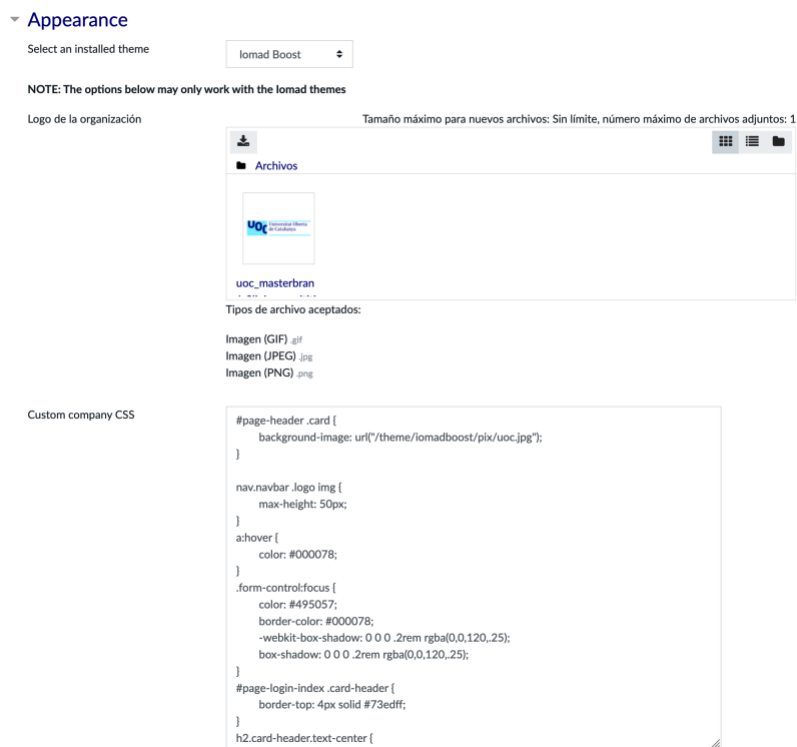 Appearance
Select an installed theme
Iomad Boost
NOTE: The options below may only work with the Iomad themes
Logo de la organización
Tamaño máximo para nuevos archivos: Sin límite, número máximo de archivos adjuntos: 1
Archivos
UOC Universitat Oberta
de Catalunya
uoc_masterbran
Tipos de archivo aceptados:
Imagen (GIF) .gif
Imagen (JPEG) .jpg
Imagen (PNG) .png
Custom company CSS
#page-header .card {
background-image: url("/theme/iomadboost/pix/uoc.jpg");
}
nav.navbar .logo img {
max-height: 50px;
}
a:hover {
color: #000078;
}
.form-control:focus {
color: #495057;
border-color: #000078;
-webkit-box-shadow: 0 0 0 .2rem rgba(0,0,120,.25);
box-shadow: 0 0 0 .2rem rgba(0,0,120,.25);
}
#page-login-index .card-header {
border-top: 4px solid #73edff;
}
h2.card-header.text-center {